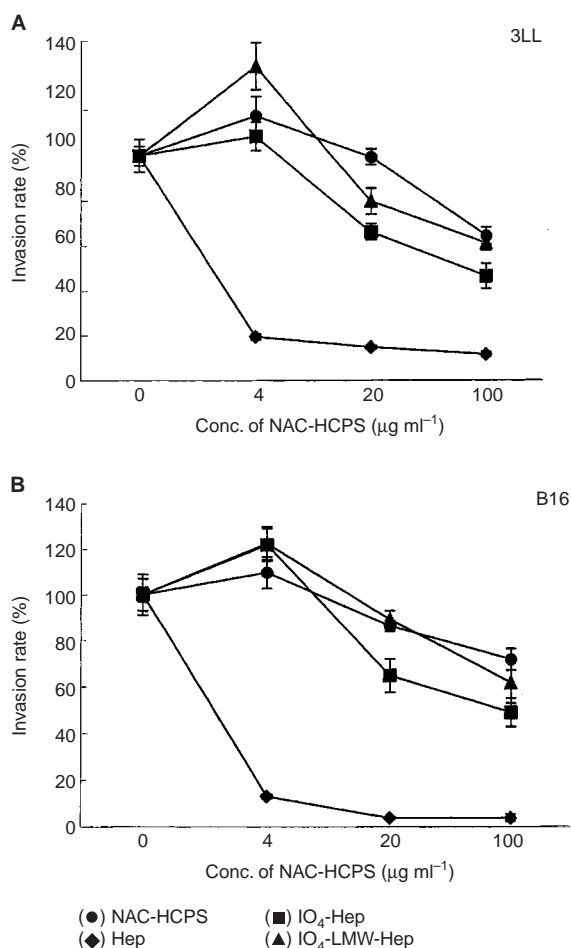 A
3LL
140
120
100
80
60
40
20
0
Invasion rate (%)
0 4 20 100
Conc. of NAC-HCPS (μg ml⁻¹)
B
B16
140
120
100
80
60
40
20
0
Invasion rate (%)
0 4 20 100
Conc. of NAC-HCPS (μg ml⁻¹)
(●) NAC-HCPS (■) IO₄-Hep
(◆) Hep (▲) IO₄-LMW-Hep